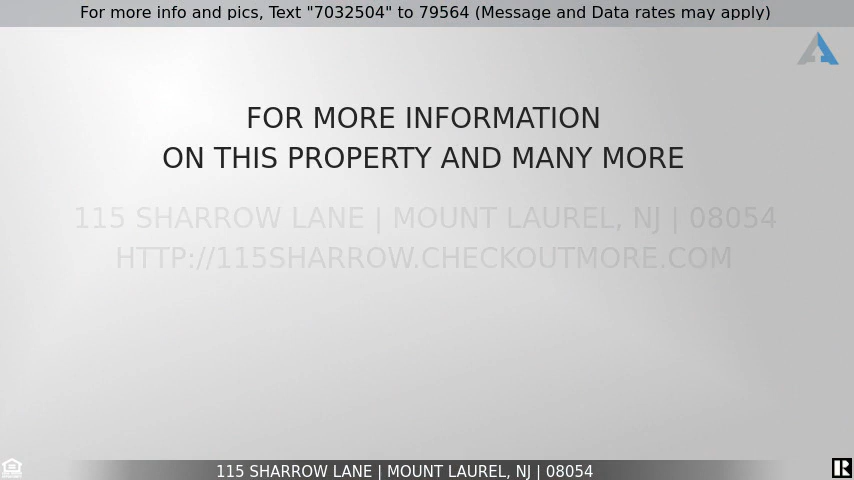 For more info and pics, Text "7032504" to 79564 (Message and Data rates may apply)
FOR MORE INFORMATION
ON THIS PROPERTY AND MANY MORE
115 SHARROW LANE | MOUNT LAUREL, NJ | 08054
HTTP://115SHARROW.CHECKOUTMORE.COM
115 SHARROW LANE | MOUNT LAUREL, NJ | 08054